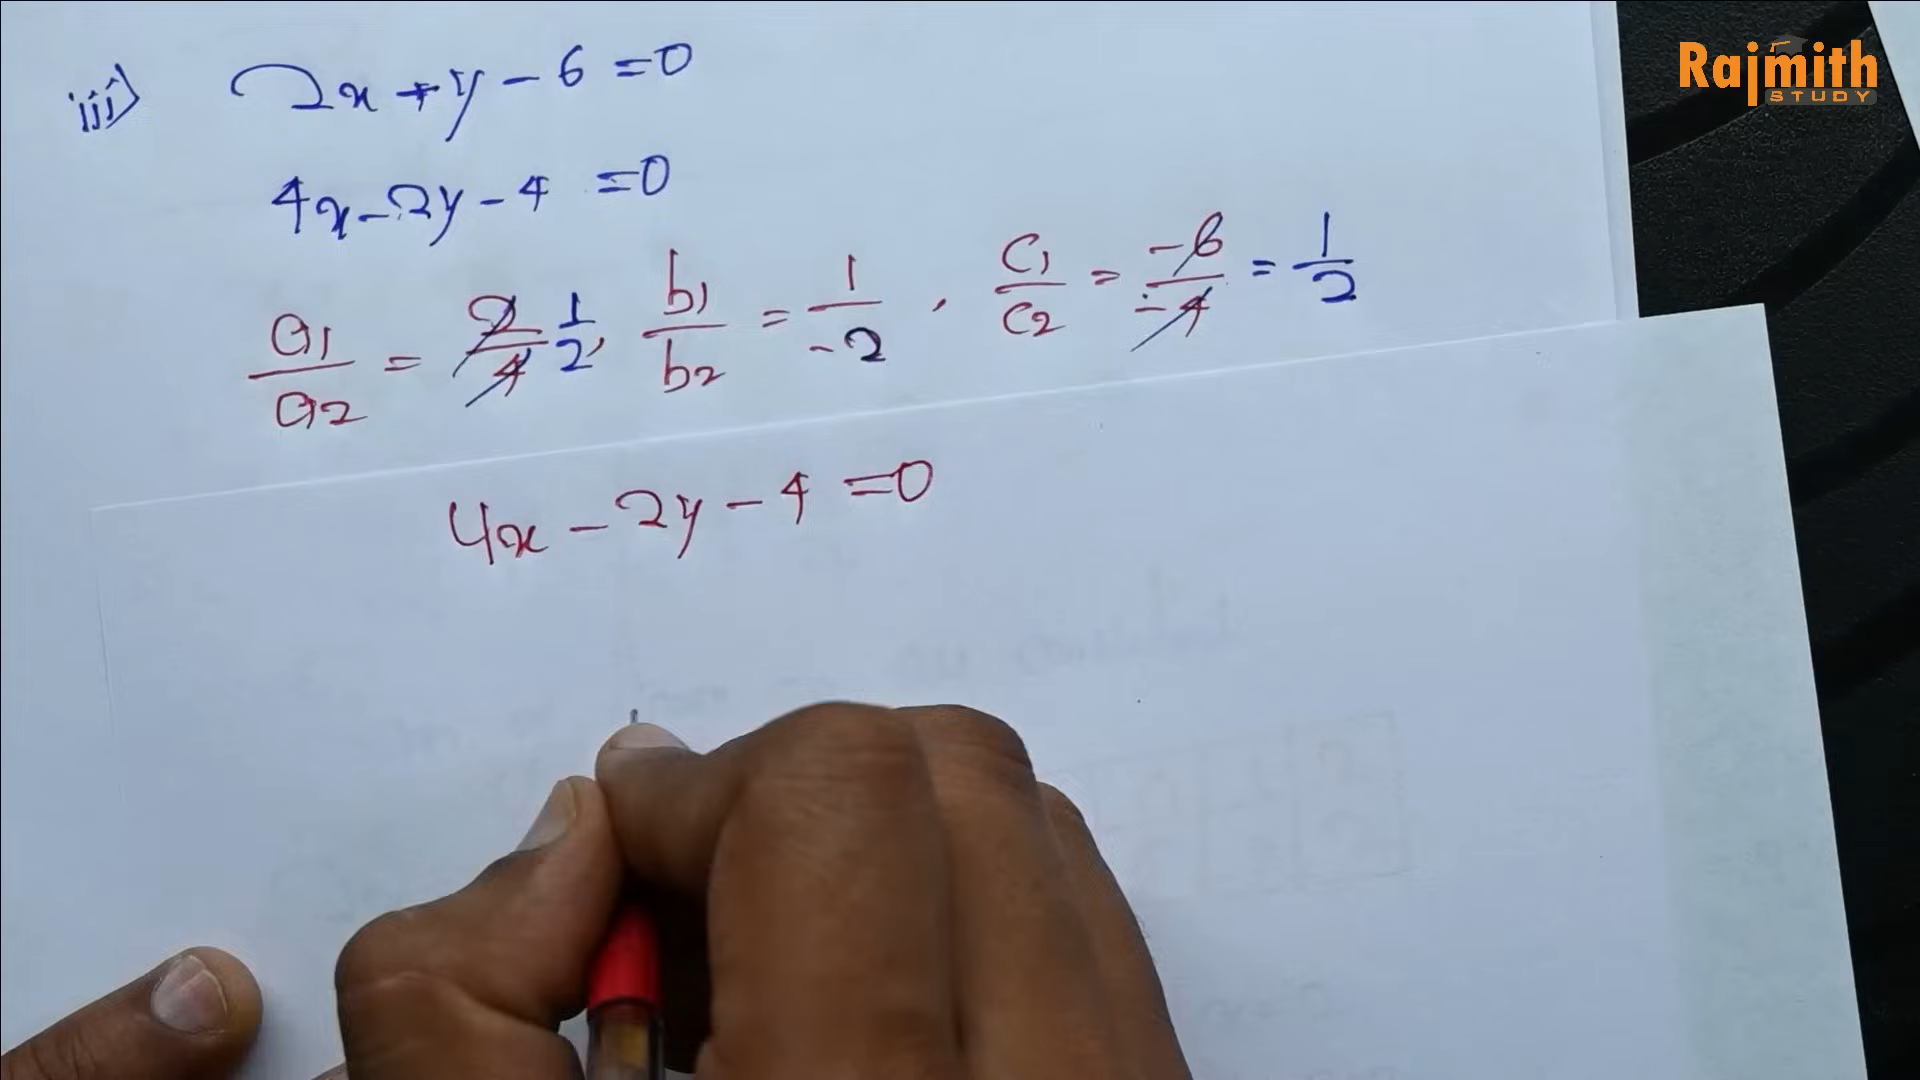 Rajmith
STUDY
iii) 2x + y - 6 = 0
4x - 2y - 4 = 0
a1/a2 = 2/4 1/2, b1/b2 = 1/-2, c1/c2 = -6/-4 = 1/2
4x - 2y - 4 = 0